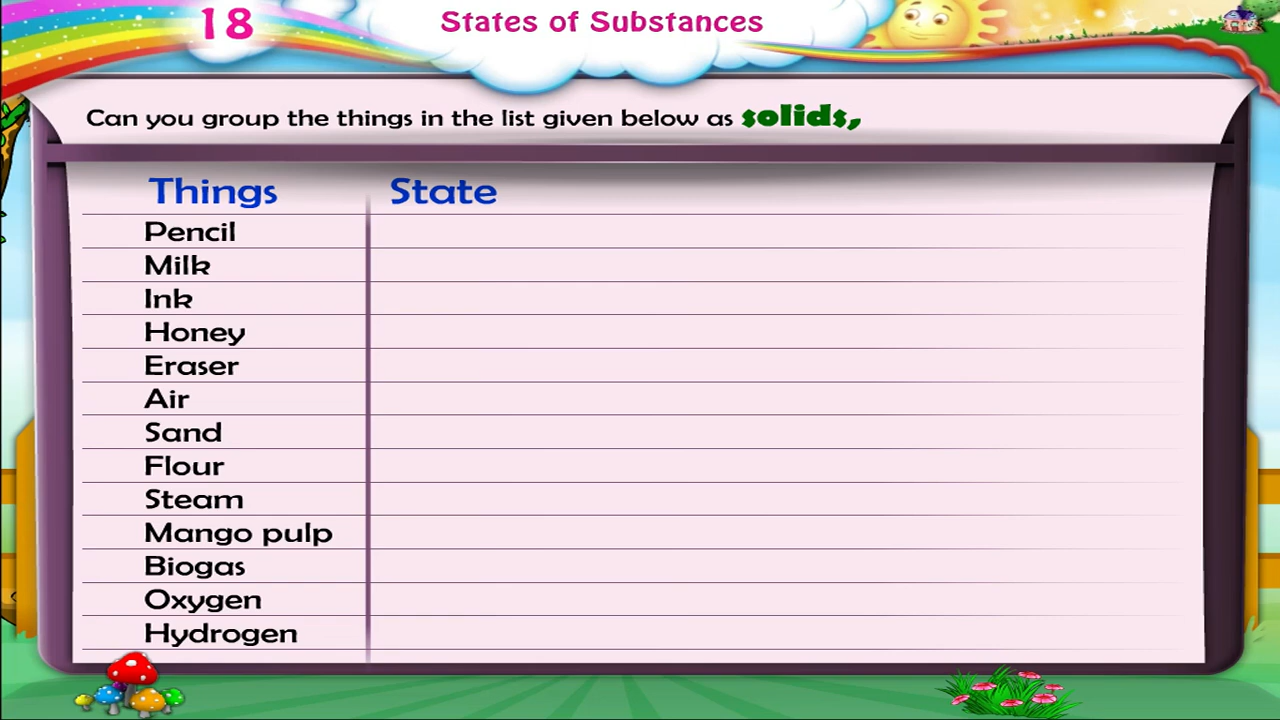 18
States of Substances
Can you group the things in the list given below as solids,
Things State
Pencil
Milk
Ink
Honey
Eraser
Air
Sand
Flour
Steam
Mango pulp
Biogas
Oxygen
Hydrogen